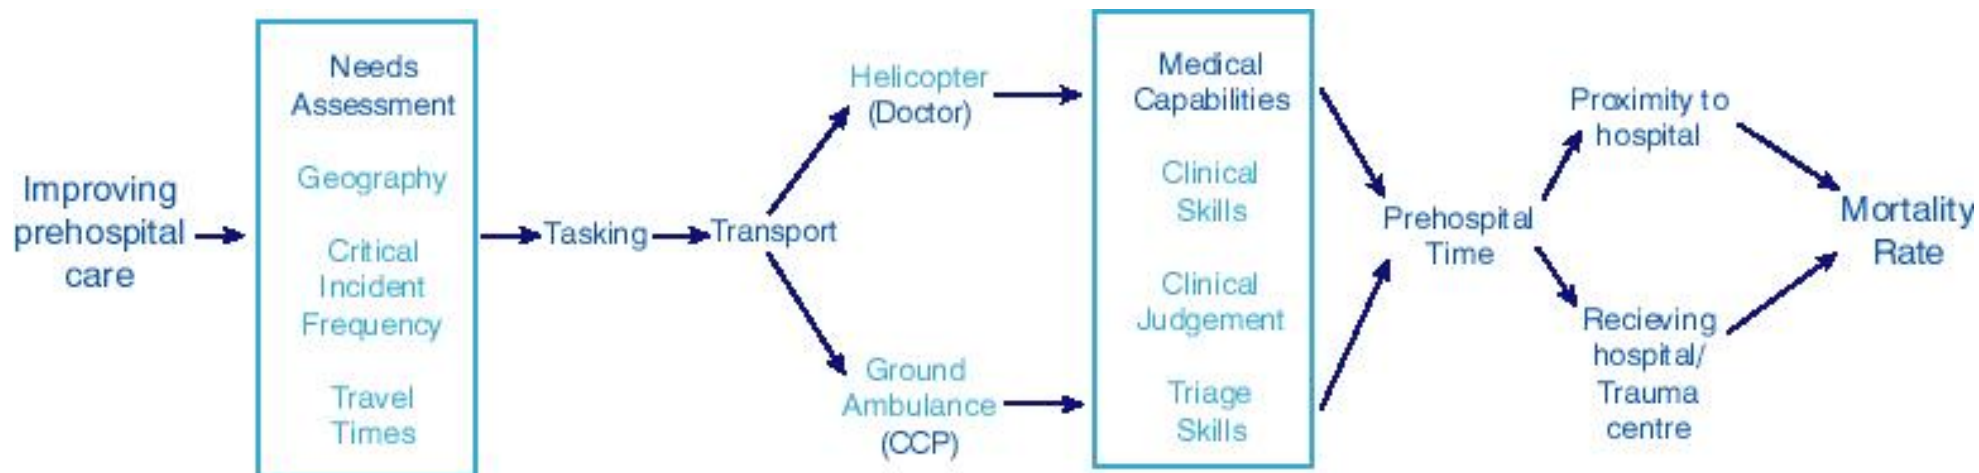 Improving
prehospital
care
Needs
Assessment
Geography
Critical
Incident
Frequency
Travel
Times
Tasking
Transport
Helicopter
(Doctor)
Ground
Ambulance
(CCP)
Medical
Capabilities
Clinical
Skills
Clinical
Judgement
Triage
Skills
Prehospital
Time
Proximity to
hospital
Recieving
hospital/
Trauma
centre
Mortality
Rate